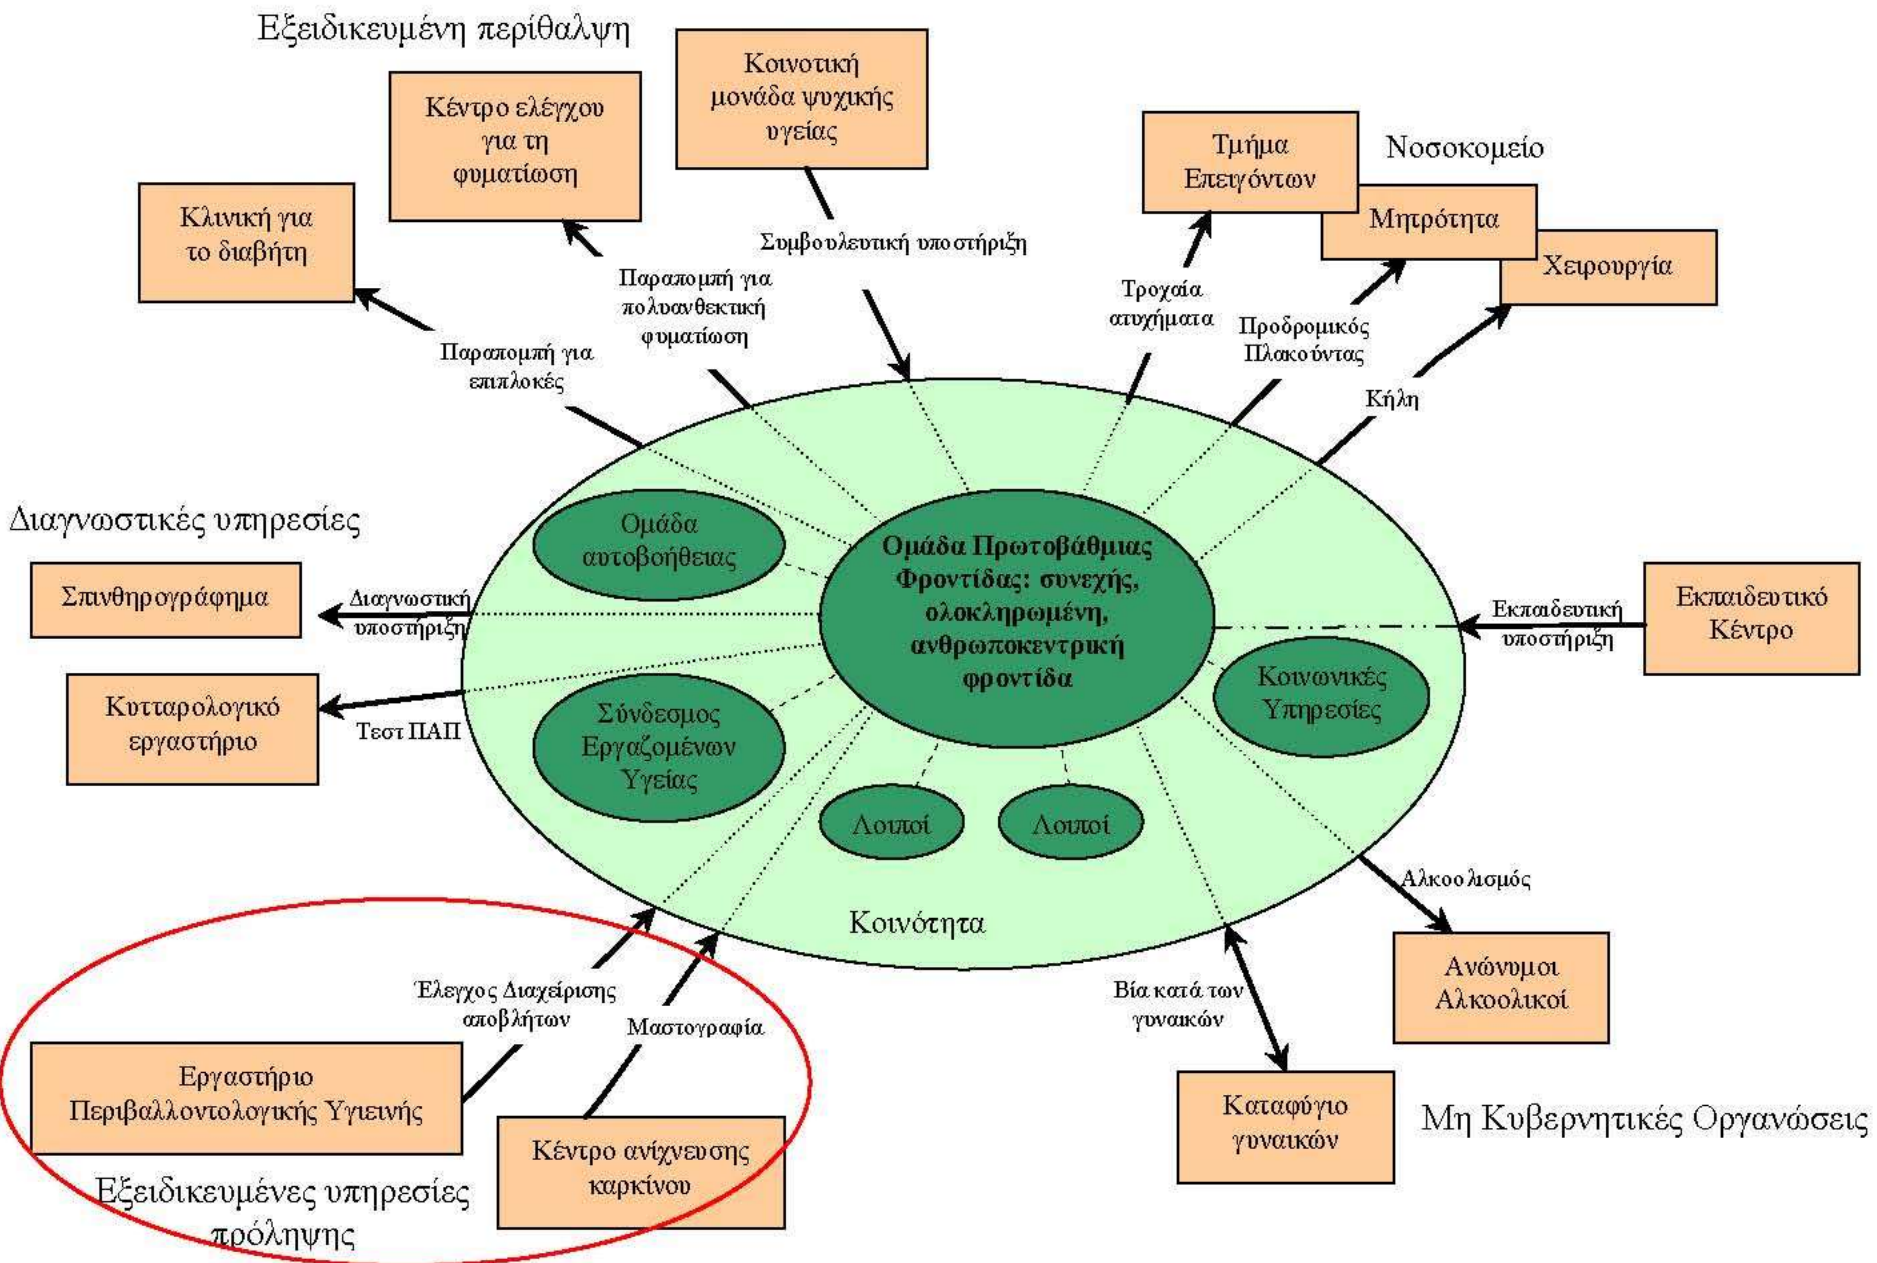 Εξειδικευμένη περίθαλψη
Κοινοτική
μονάδα ψυχικής
υγείας
Κέντρο ελέγχου
για τη
φυματίωση
Κλινική για
το διαβήτη
Τμήμα
Επειγόντων
Νοσοκομείο
Μητρότητα
Χειρουργία
Συμβουλευτική υποστήριξη
Παραπομπή για
πολυανθεκτική
φυματίωση
Παραπομπή για
επιπλοκές
Τροχαία
ατυχήματα
Προδρομικός
Πλακούντας
Κήλη
Διαγνωστικές υπηρεσίες
Σπινθηρογράφημα
Διαγνωστική
υποστήριξη
Κυτταρολογικό
εργαστήριο
Τεστ ΠΑΠ
Ομάδα
αυτοβοήθειας
Ομάδα Πρωτοβάθμιας
Φροντίδας: συνεχής,
ολοκληρωμένη,
ανθρωποκεντρική
φροντίδα
Σύνδεσμος
Εργαζομένων
Υγείας
Λοιποί
Λοιποί
Κοινωνικές
Υπηρεσίες
Εκπαιδευτική
υποστήριξη
Εκπαιδευτικό
Κέντρο
Κοινότητα
Αλκοολισμός
Ανώνυμοι
Αλκοολικοί
Βία κατά των
γυναικών
Καταφύγιο
γυναικών
Μη Κυβερνητικές Οργανώσεις
Έλεγχος Διαχείρισης
αποβλήτων
Μαστογραφία
Εργαστήριο
Περιβαλλοντολογικής Υγιεινής
Κέντρο ανίχνευσης
καρκίνου
Εξειδικευμένες υπηρεσίες
πρόληψης